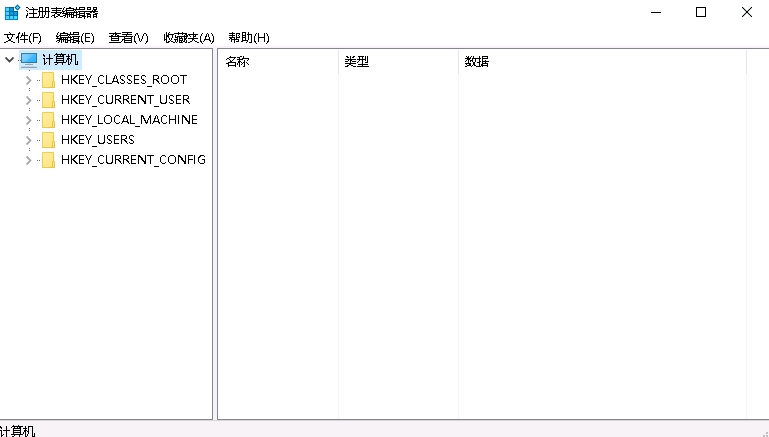 注册表编辑器
文件(F) 编辑(E) 查看(V) 收藏夹(A) 帮助(H)
计算机
名称 类型 数据
HKEY_CLASSES_ROOT
HKEY_CURRENT_USER
HKEY_LOCAL_MACHINE
HKEY_USERS
HKEY_CURRENT_CONFIG
计算机